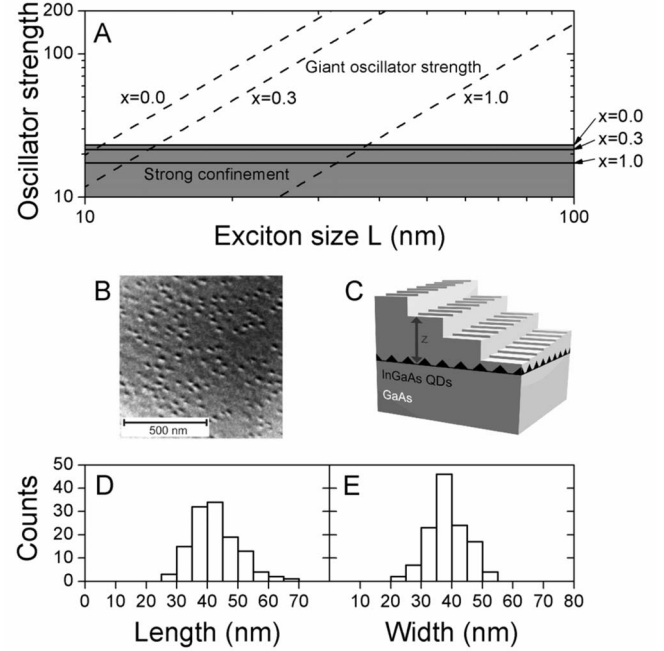 A
Oscillator strength
200
100
10
Giant oscillator strength
x=0.0
x=0.3
x=1.0
x=0.0
x=0.3
x=1.0
Strong confinement
10
100
Exciton size L (nm)
B
500 nm
C
z
InGaAs QDs
GaAs
Counts
50
40
30
20
10
0
D
E
0 10 20 30 40 50 60 70
10 20 30 40 50 60 70 80
Length (nm)
Width (nm)